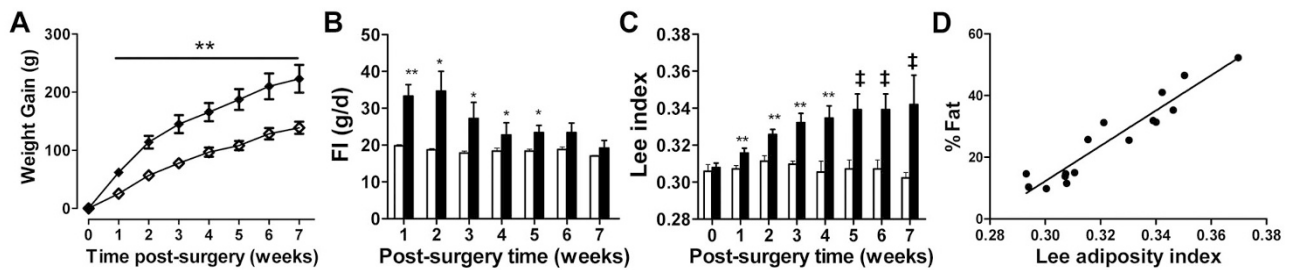 A
Weight Gain (g)
300
200
100
0
**
0 1 2 3 4 5 6 7
Time post-surgery (weeks)
B
FI (g/d)
50
40
30
20
10
0
** * * * *
1 2 3 4 5 6 7
Post-surgery time (weeks)
C
Lee index
0.38
0.36
0.34
0.32
0.30
0.28
** ** ** ** ‡ ‡ ‡
0 1 2 3 4 5 6 7
Post-surgery time (weeks)
D
%Fat
60
40
20
0
0.28 0.30 0.32 0.34 0.36 0.38
Lee adiposity index